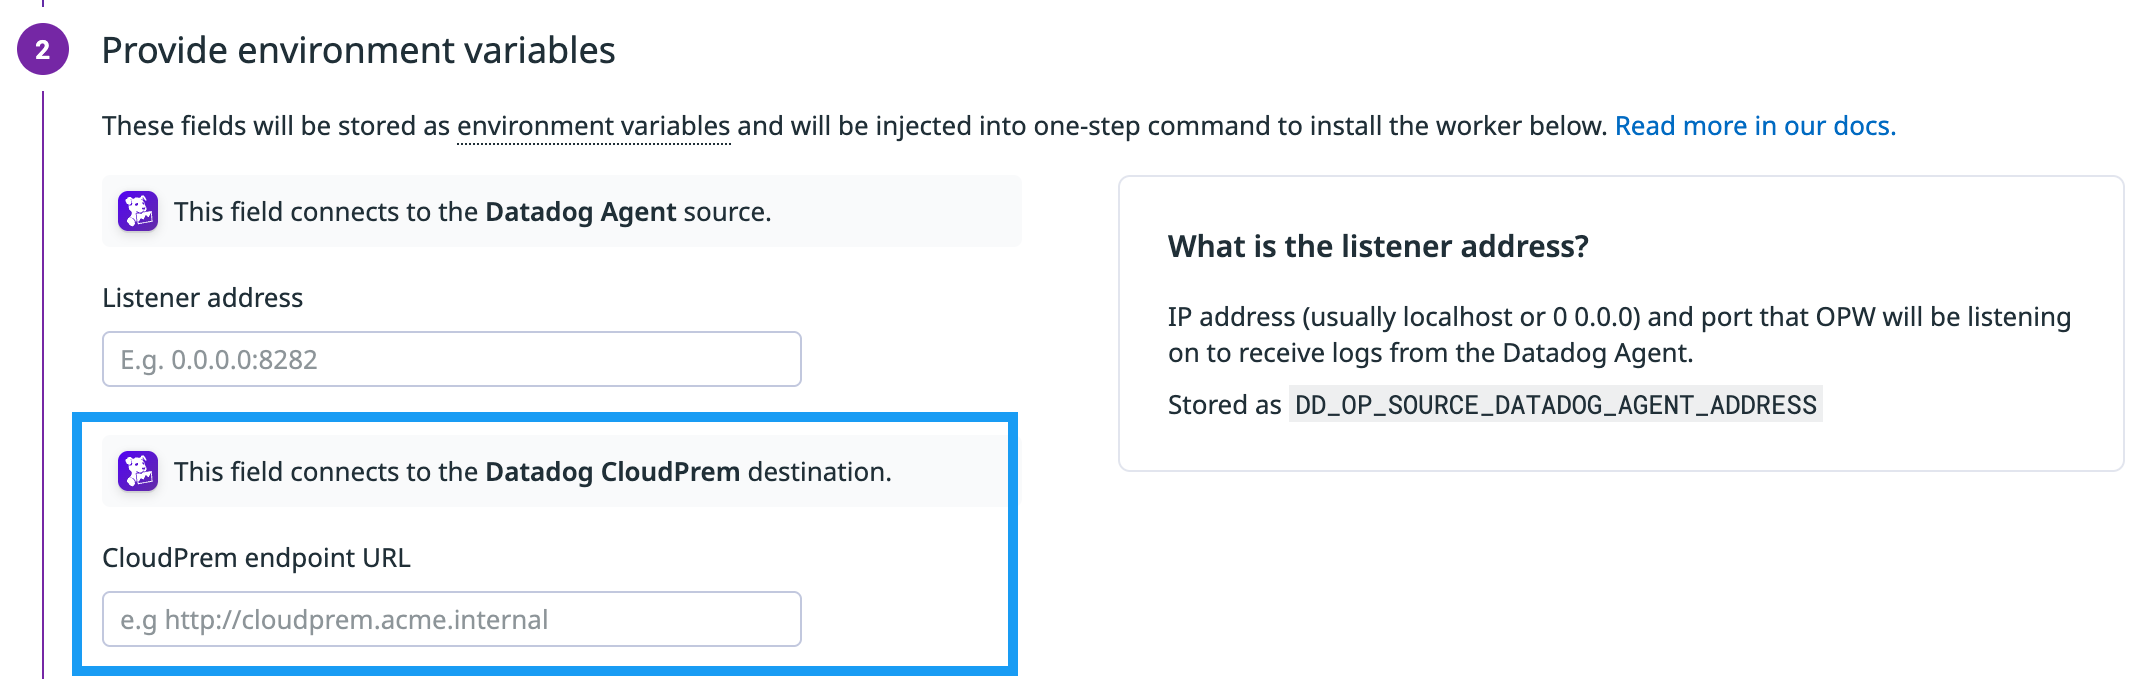 2
Provide environment variables
These fields will be stored as environment variables and will be injected into one-step command to install the worker below. Read more in our docs.
This field connects to the Datadog Agent source.
Listener address
E.g. 0.0.0.0:8282
This field connects to the Datadog CloudPrem destination.
CloudPrem endpoint URL
e.g http://cloudprem.acme.internal
What is the listener address?
IP address (usually localhost or 0 0.0.0) and port that OPW will be listening
on to receive logs from the Datadog Agent.
Stored as DD_OP_SOURCE_DATADOG_AGENT_ADDRESS